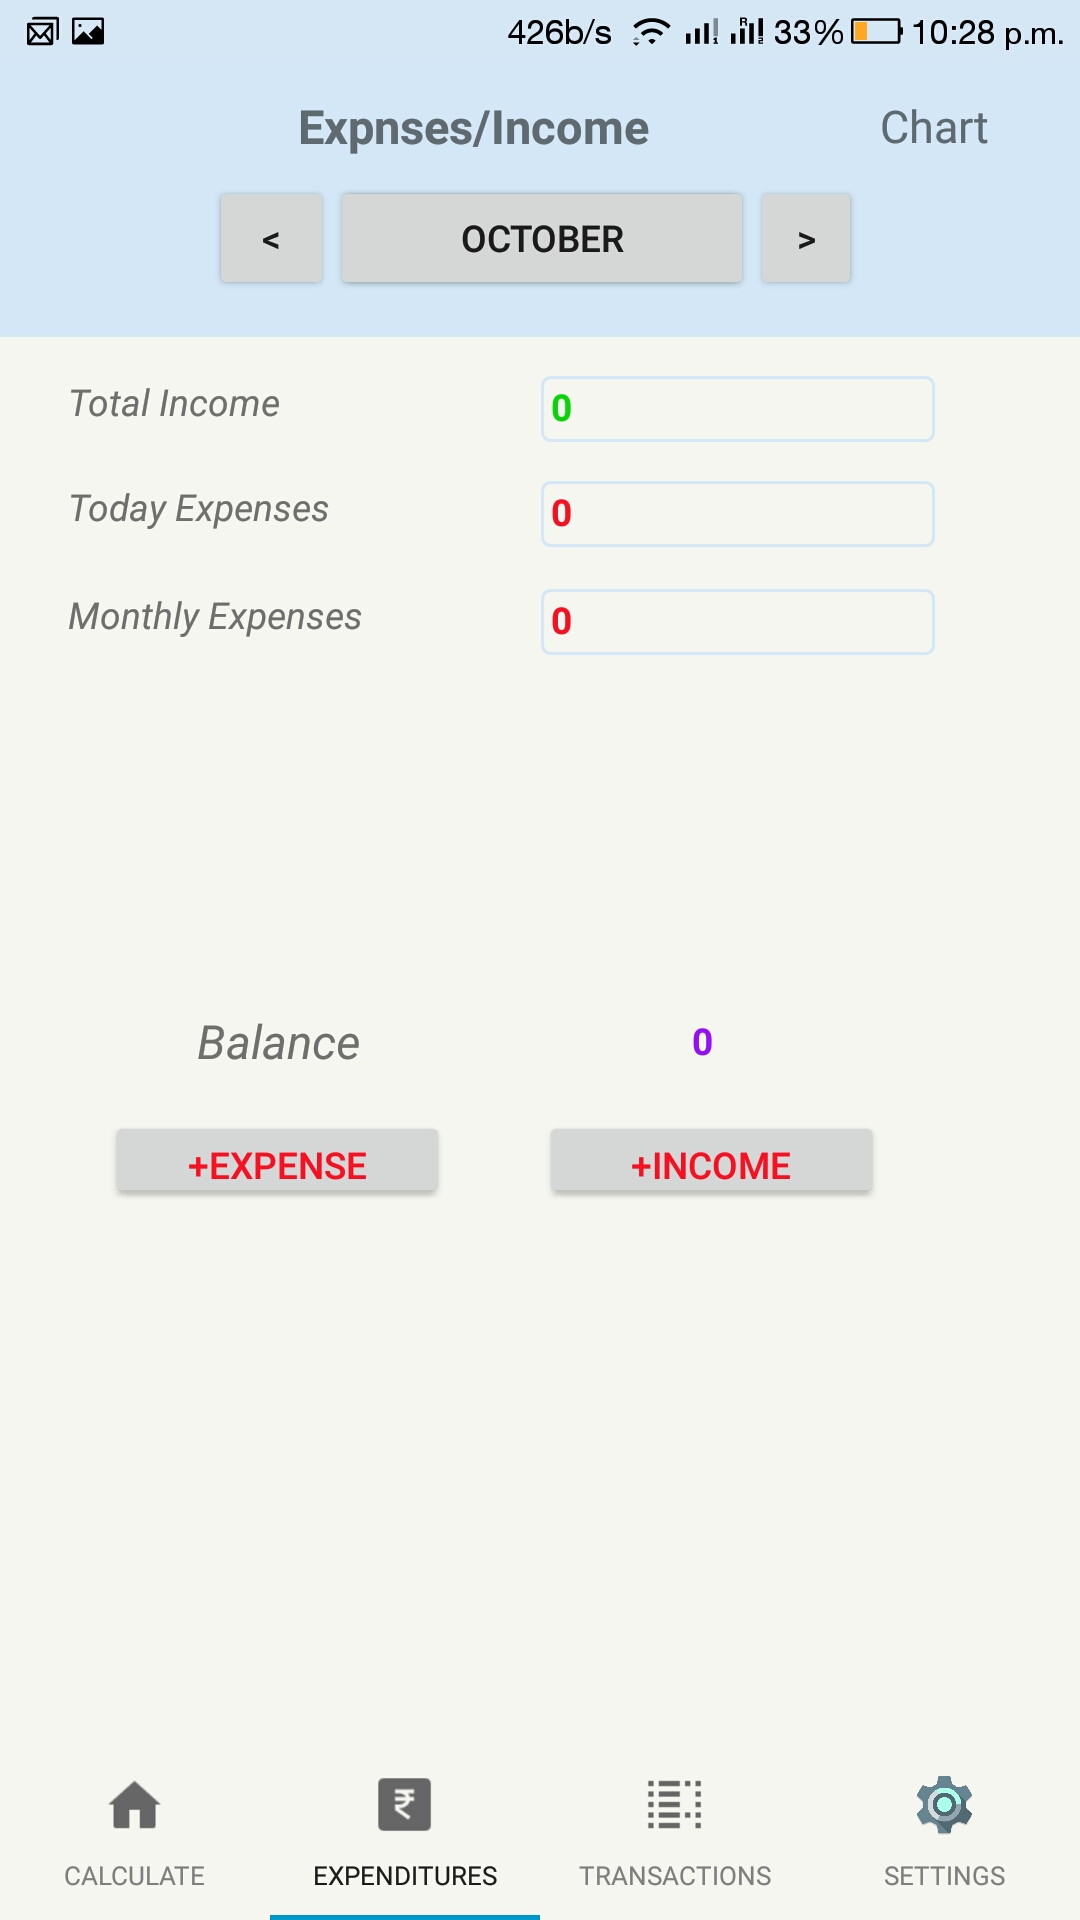 426b/s 33% 10:28 p.m.
Expnses/Income Chart
< OCTOBER >
Total Income 0
Today Expenses 0
Monthly Expenses 0
Balance 0
+EXPENSE +INCOME
CALCULATE EXPENDITURES TRANSACTIONS SETTINGS